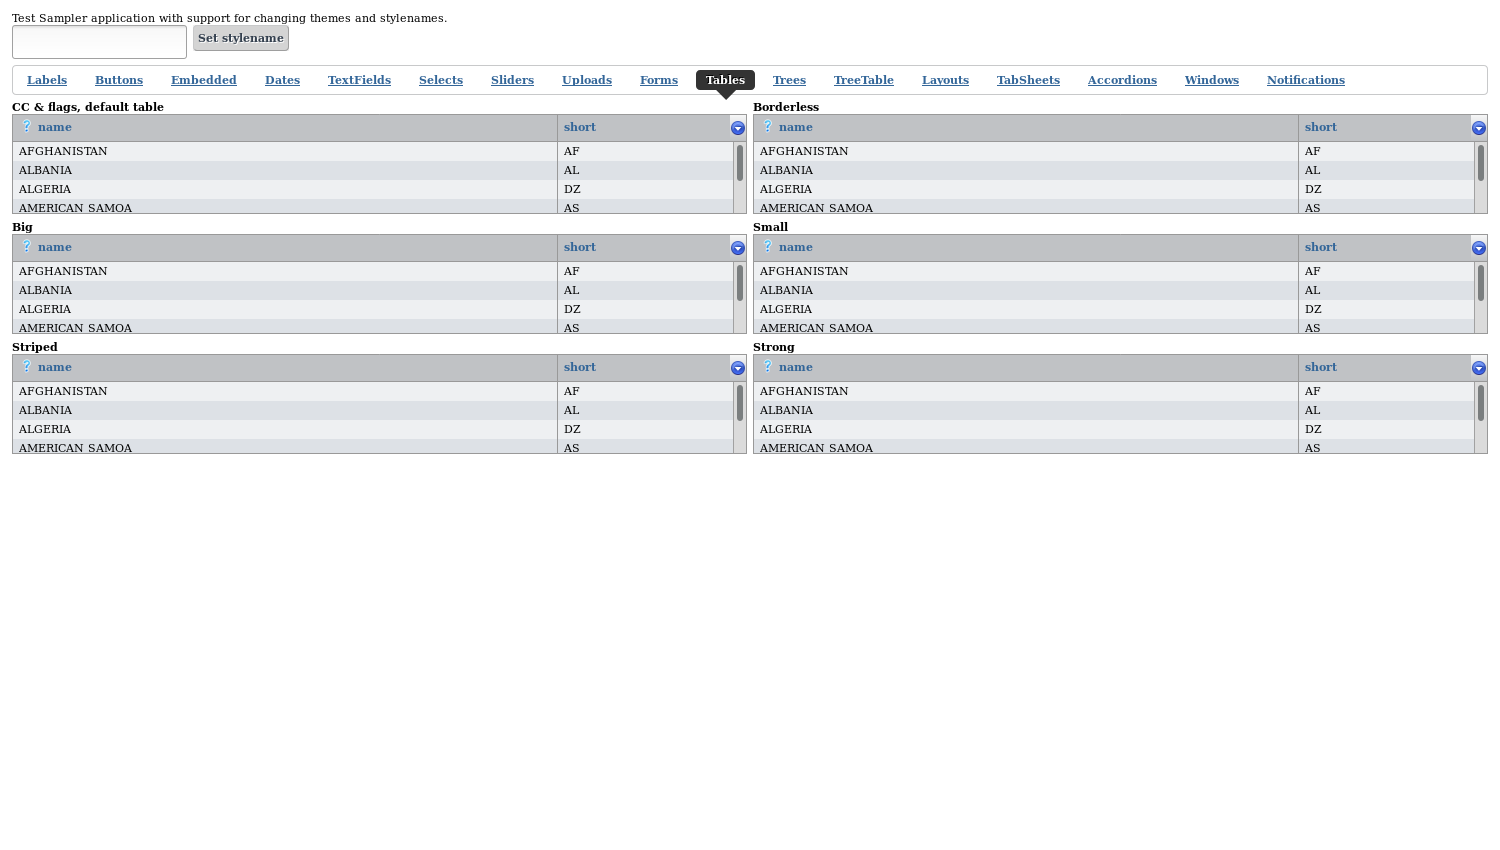 Test Sampler application with support for changing themes and stylenames.
Set stylename
Labels Buttons Embedded Dates TextFields Selects Sliders Uploads Forms Tables Trees TreeTable Layouts TabSheets Accordions Windows Notifications
CC & flags, default table
? name short
AFGHANISTAN AF
ALBANIA AL
ALGERIA DZ
AMERICAN SAMOA AS
Borderless
? name short
AFGHANISTAN AF
ALBANIA AL
ALGERIA DZ
AMERICAN SAMOA AS
Big
? name short
AFGHANISTAN AF
ALBANIA AL
ALGERIA DZ
AMERICAN SAMOA AS
Small
? name short
AFGHANISTAN AF
ALBANIA AL
ALGERIA DZ
AMERICAN SAMOA AS
Striped
? name short
AFGHANISTAN AF
ALBANIA AL
ALGERIA DZ
AMERICAN SAMOA AS
Strong
? name short
AFGHANISTAN AF
ALBANIA AL
ALGERIA DZ
AMERICAN SAMOA AS